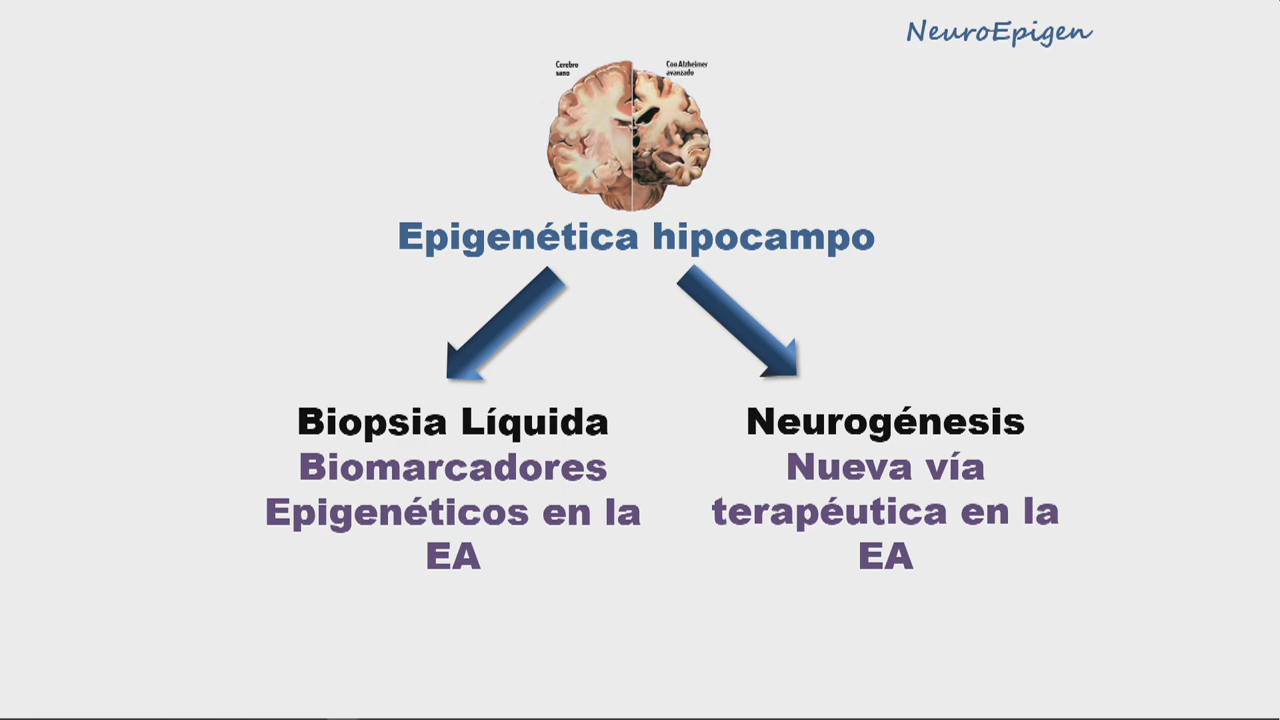 NeuroEpigen
Cerebro
sano
Con Alzheimer
avanzado
Epigenética hipocampo
Biopsia Líquida
Biomarcadores
Epigenéticos en la
EA
Neurogénesis
Nueva vía
terapéutica en la
EA